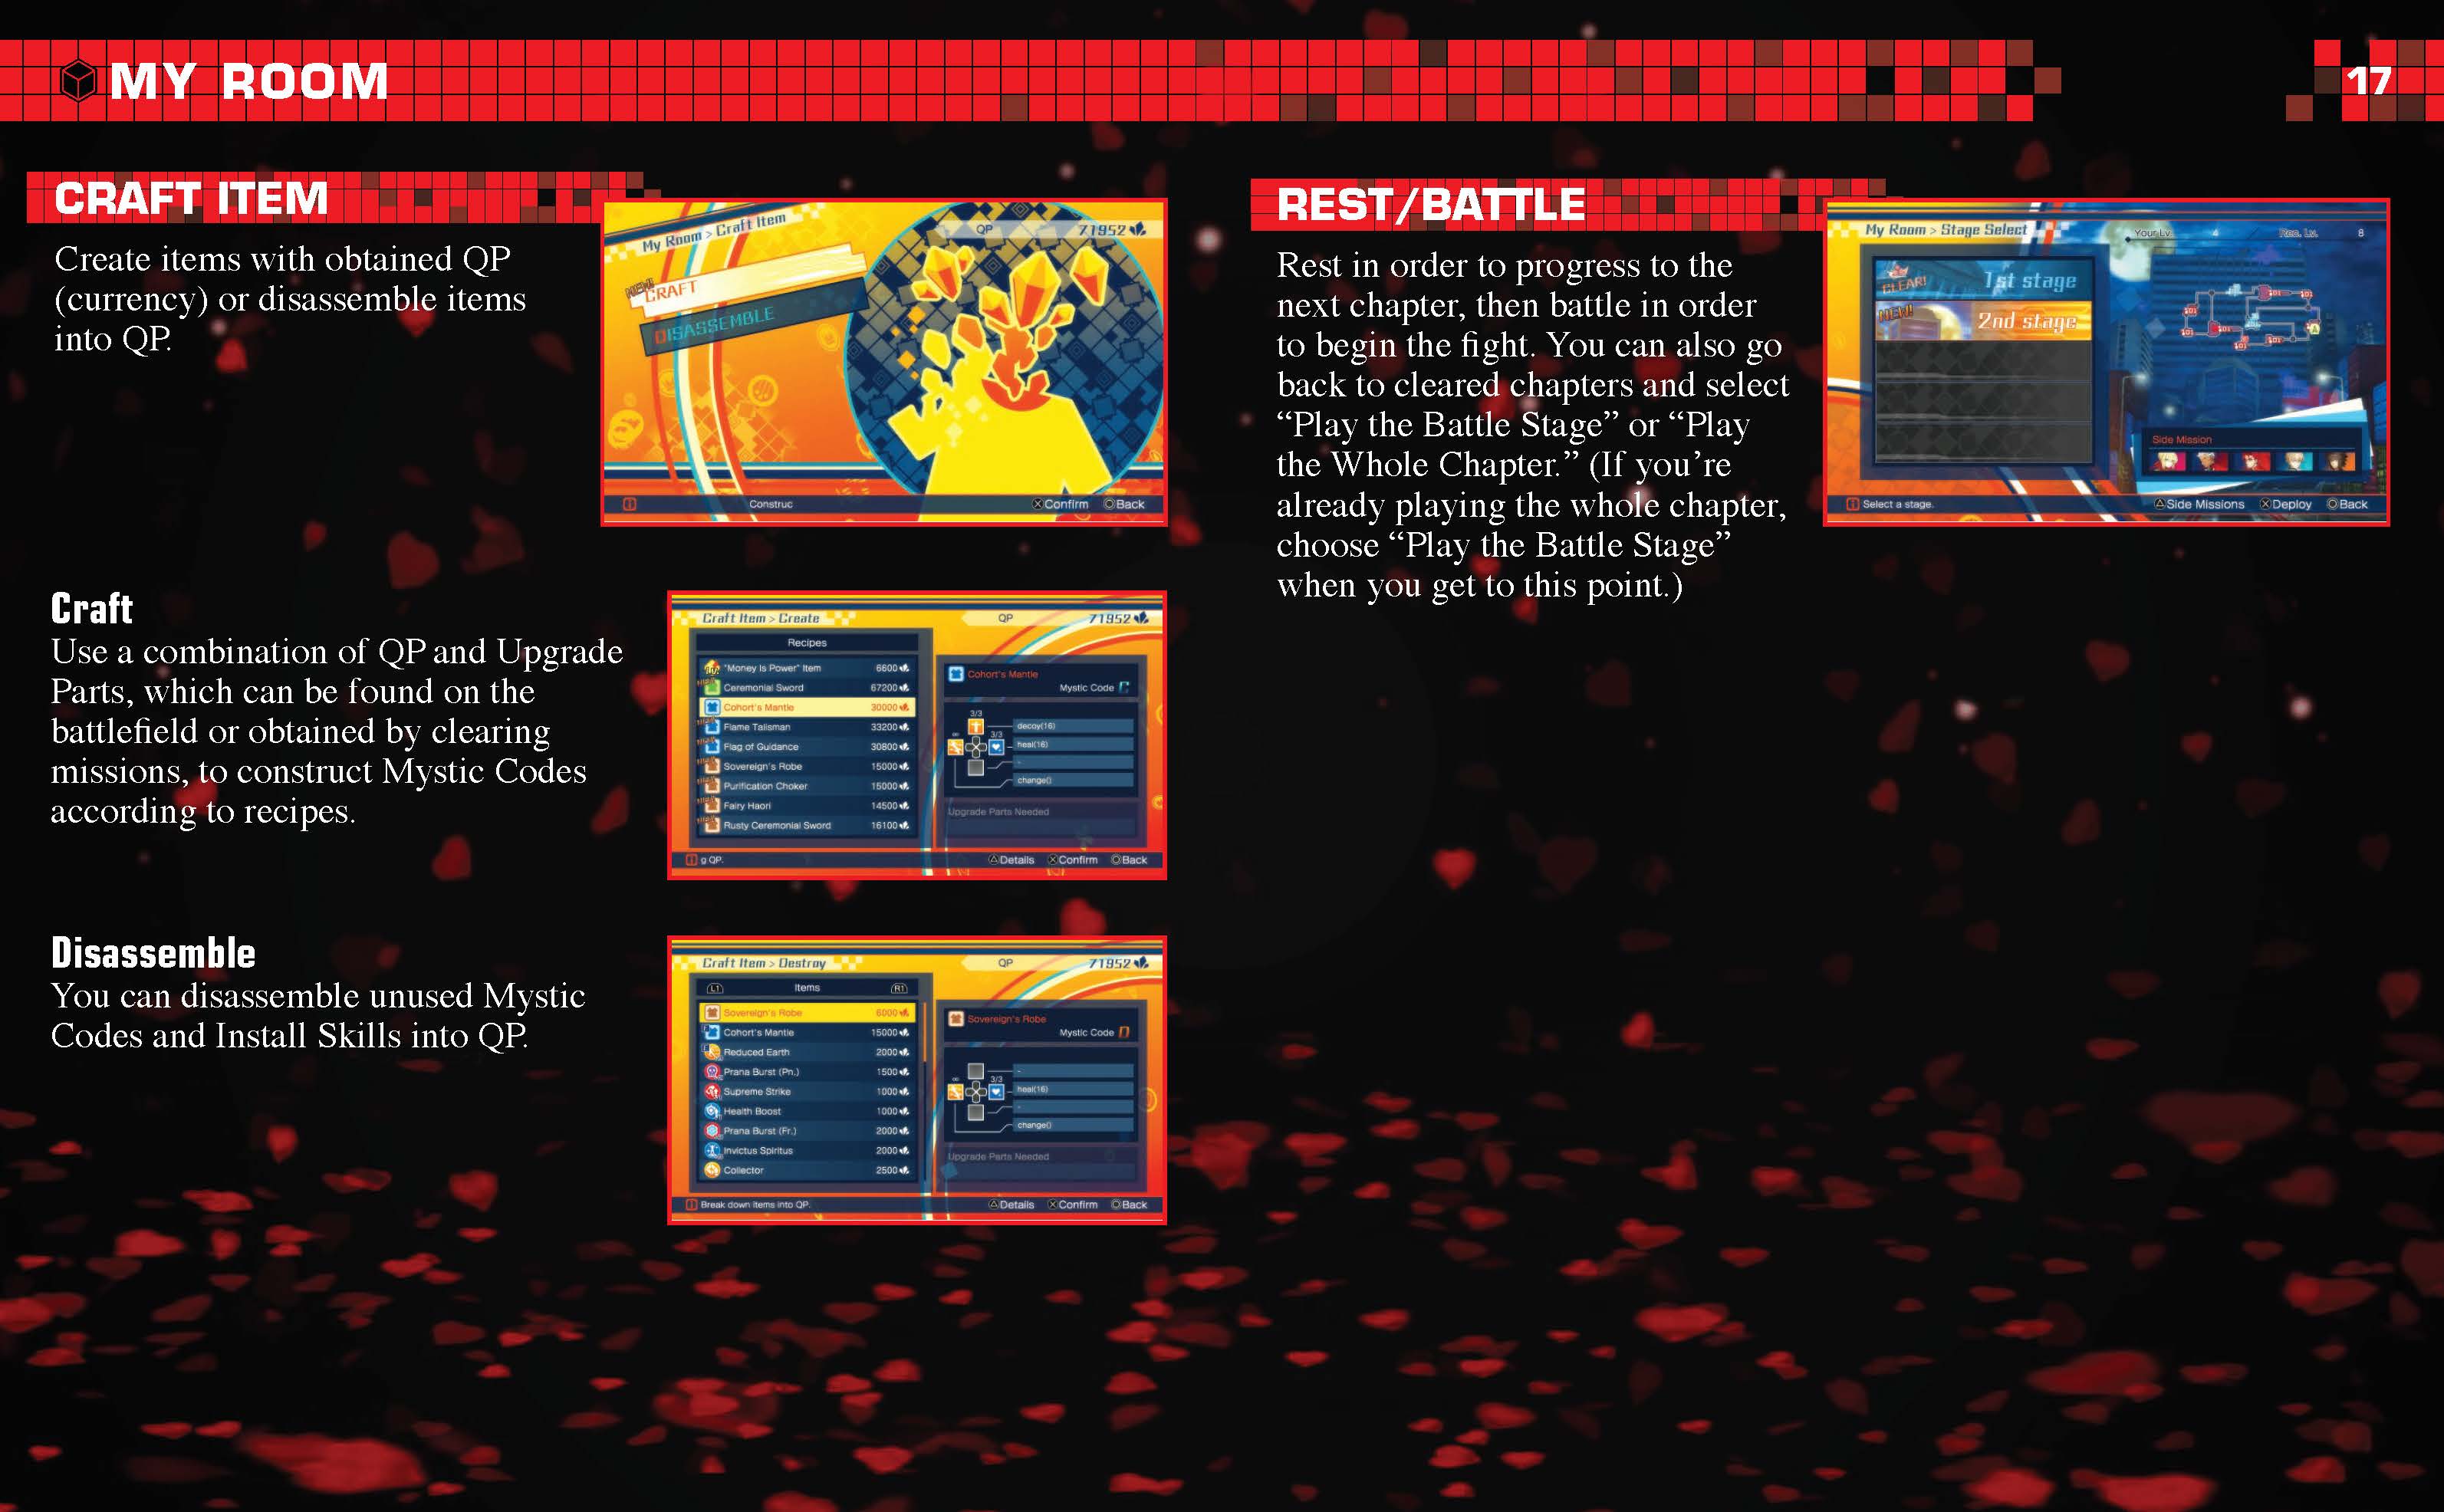 MY ROOM
17
CRAFT ITEM
Create items with obtained QP
(currency) or disassemble items
into QP.
My Room > Craft Item
QP 71952
NEW!
CRAFT
DISASSEMBLE
Construc
Confirm Back
Craft
Use a combination of QP and Upgrade
Parts, which can be found on the
battlefield or obtained by clearing
missions, to construct Mystic Codes
according to recipes.
Craft Item > Create
QP 71952
Recipes
"Money Is Power" Item 6600
Ceremonial Sword 67200
Cohort's Mantle 30000
Flame Talisman 33200
Flag of Guidance 30800
Sovereign's Robe 15000
Purification Choker 15000
Fairy Haori 14500
Rusty Ceremonial Sword 16100
Cohort's Mantle
Mystic Code C
3/3
decoy(16)
∞ 3/3
heal(16)
-
change()
Upgrade Parts Needed
g QP.
Details Confirm Back
Disassemble
You can disassemble unused Mystic
Codes and Install Skills into QP.
Craft Item > Destroy
QP 71952
L1 Items R1
Sovereign's Robe 6000
Cohort's Mantle 15000
Reduced Earth 2000
Prana Burst (Pn.) 1500
Supreme Strike 1000
Health Boost 1000
Prana Burst (Fr.) 2000
Invictus Spiritus 2000
Collector 2500
Sovereign's Robe
Mystic Code D
-
∞ 3/3
heal(16)
-
change()
Upgrade Parts Needed
Break down items into QP.
Details Confirm Back
REST/BATTLE
Rest in order to progress to the
next chapter, then battle in order
to begin the fight. You can also go
back to cleared chapters and select
“Play the Battle Stage” or “Play
the Whole Chapter.” (If you’re
already playing the whole chapter,
choose “Play the Battle Stage”
when you get to this point.)
My Room > Stage Select
Your Lv. 4 Rec. Lv. 8
CLEAR!
1st stage
NEW!
2nd stage
Side Mission
Select a stage.
Side Missions Deploy Back